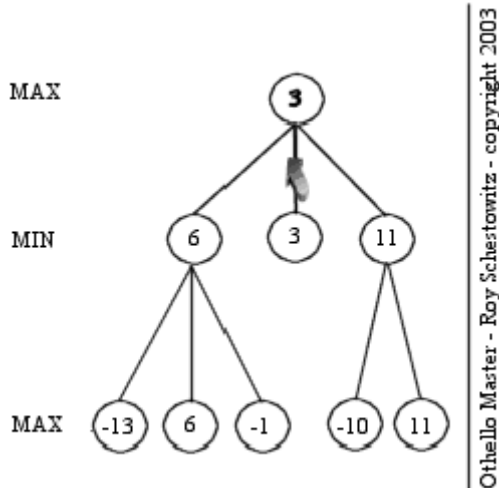 MAX
3
MIN
6 3 11
MAX
-13 6 -1 -10 11
Othello Master - Roy Schestowitz - copyright 2003